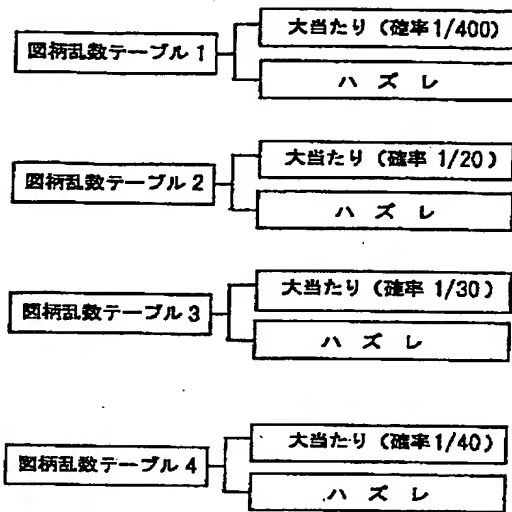 図柄乱数テーブル 1
大当たり (確率1/400)
ハ ズ レ
図柄乱数テーブル 2
大当たり (確率 1/20)
ハ ズ レ
図柄乱数テーブル 3
大当たり (確率 1/30)
ハ ズ レ
図柄乱数テーブル 4
大当たり (確率 1/40)
ハ ズ レ